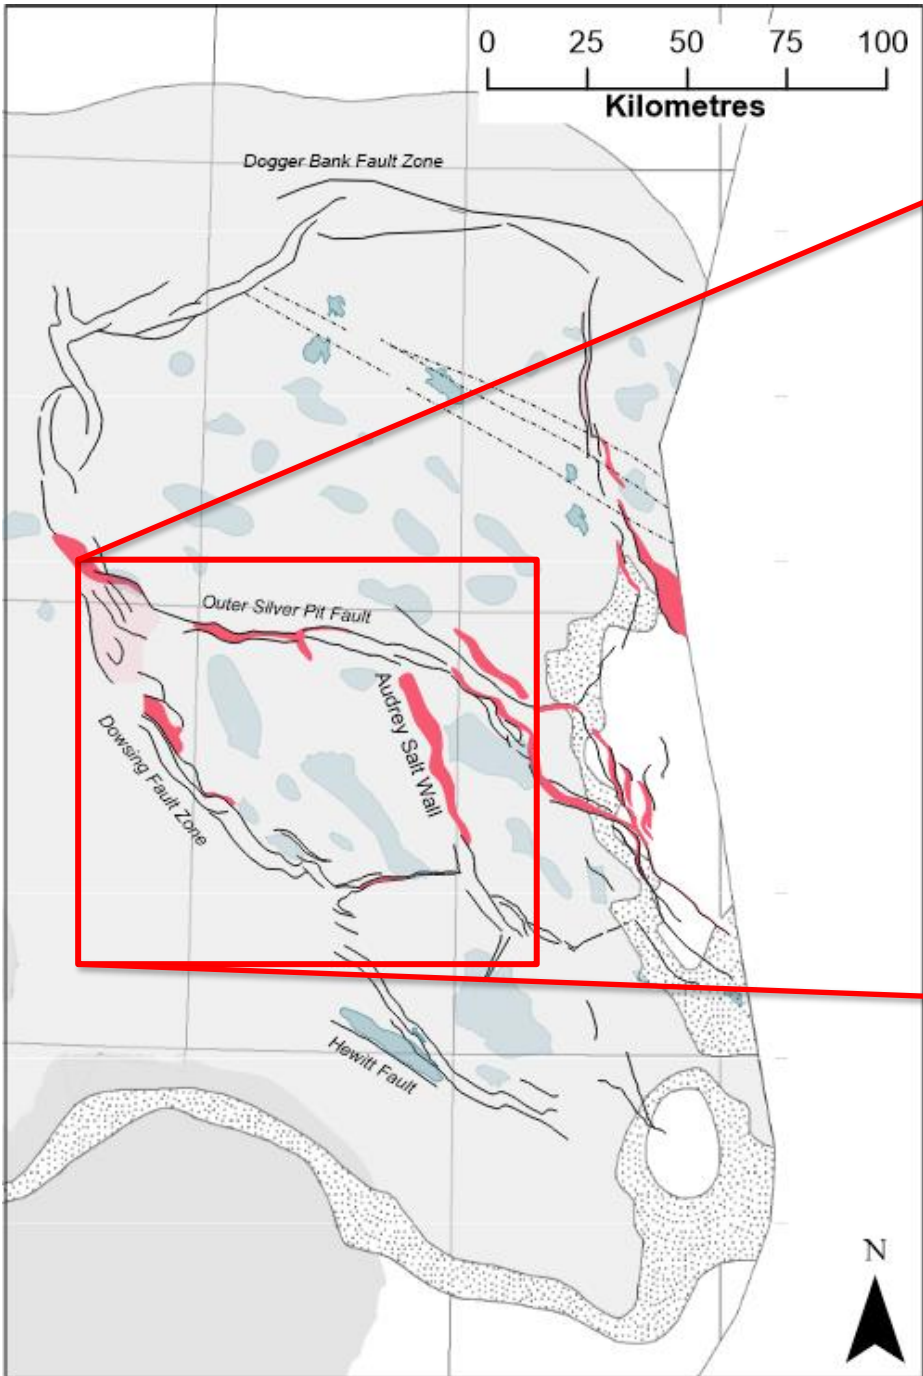 0 25 50 75 100
Kilometres
Dogger Bank Fault Zone
Outer Silver Pit Fault
Audrey Salt Wall
Dowsing Fault Zone
Hewitt Fault
N